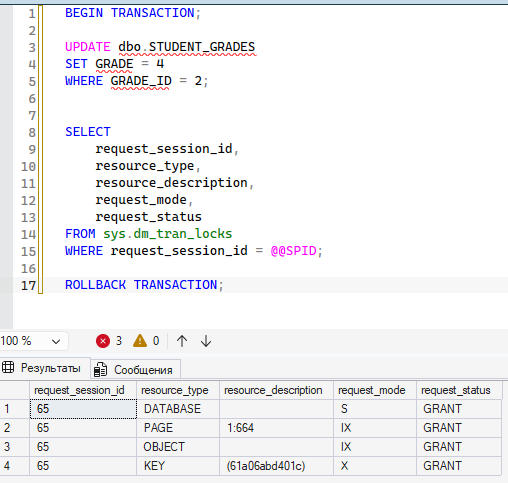 1 BEGIN TRANSACTION;
2
3 UPDATE dbo.STUDENT_GRADES
4 SET GRADE = 4
5 WHERE GRADE_ID = 2;
6
7
8 SELECT
9 request_session_id,
10 resource_type,
11 resource_description,
12 request_mode,
13 request_status
14 FROM sys.dm_tran_locks
15 WHERE request_session_id = @@SPID;
16
17 ROLLBACK TRANSACTION;
100 % 3 0
Результаты Сообщения
request_session_id resource_type resource_description request_mode request_status
1 65 DATABASE S GRANT
2 65 PAGE 1:664 IX GRANT
3 65 OBJECT IX GRANT
4 65 KEY (61a06abd401c) X GRANT